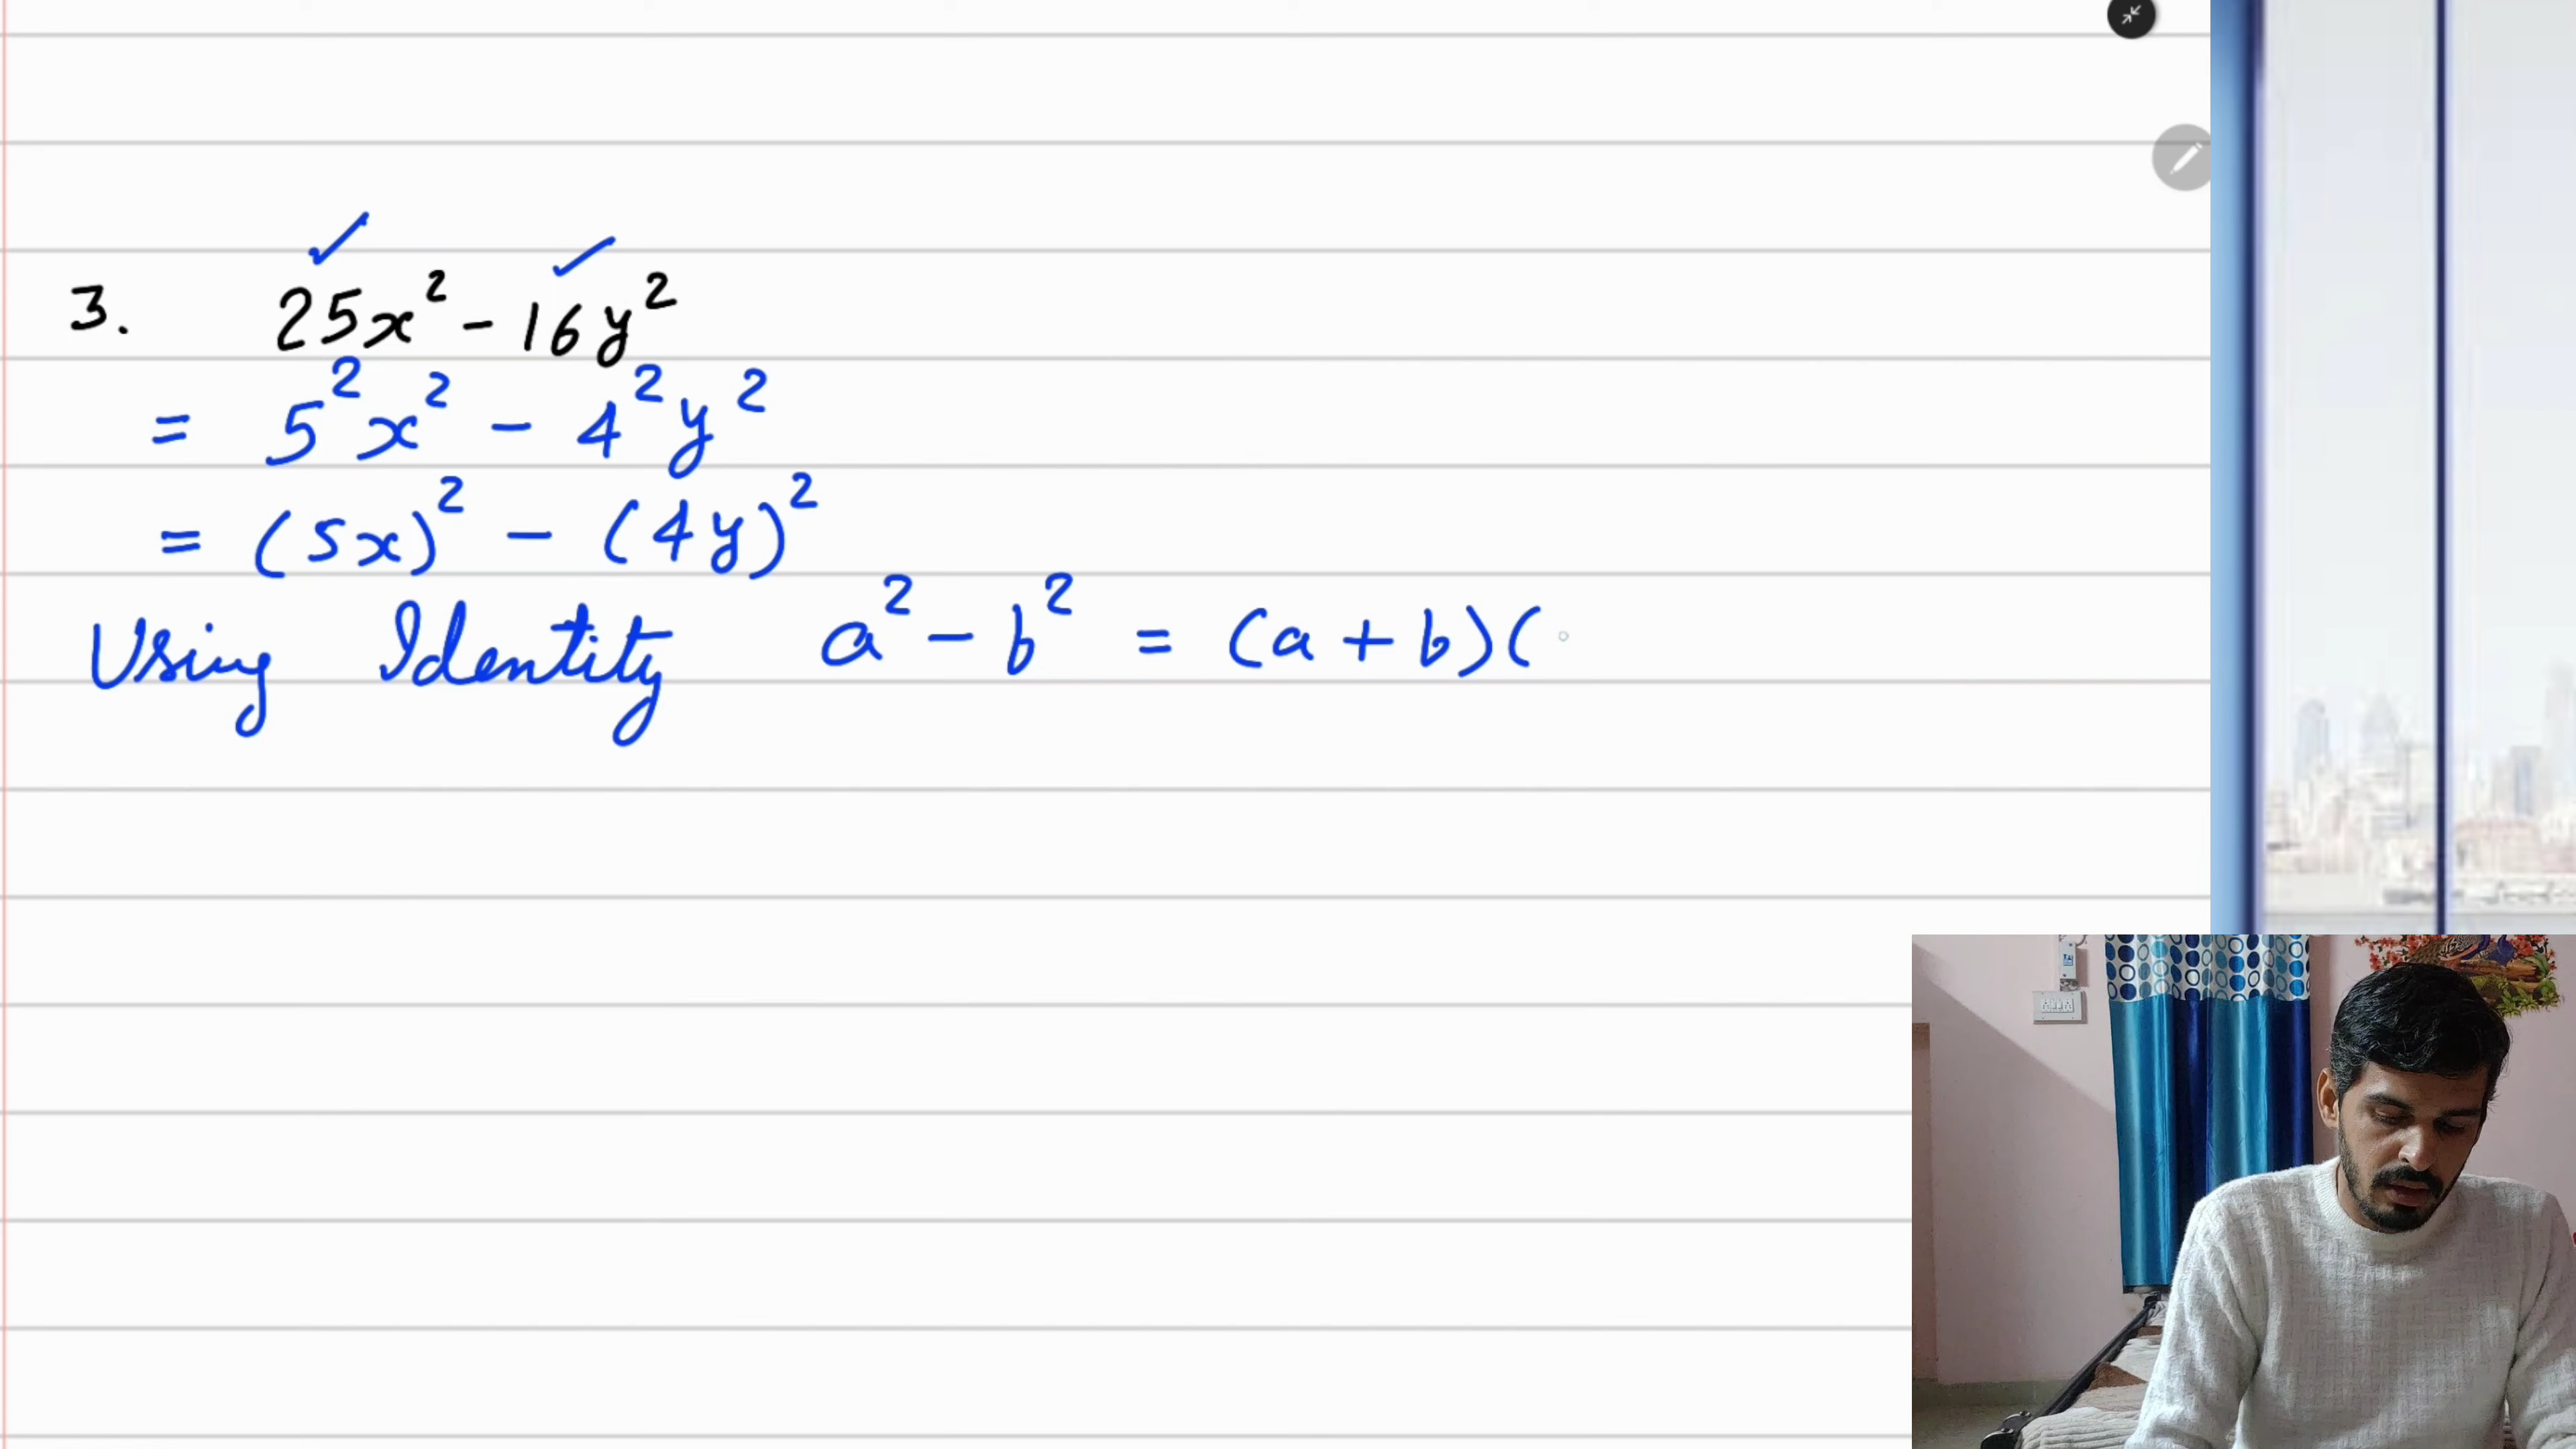 3. 25x² - 16y²
= 5²x² - 4²y²
= (5x)² - (4y)²
Using Identity a² - b² = (a + b)(